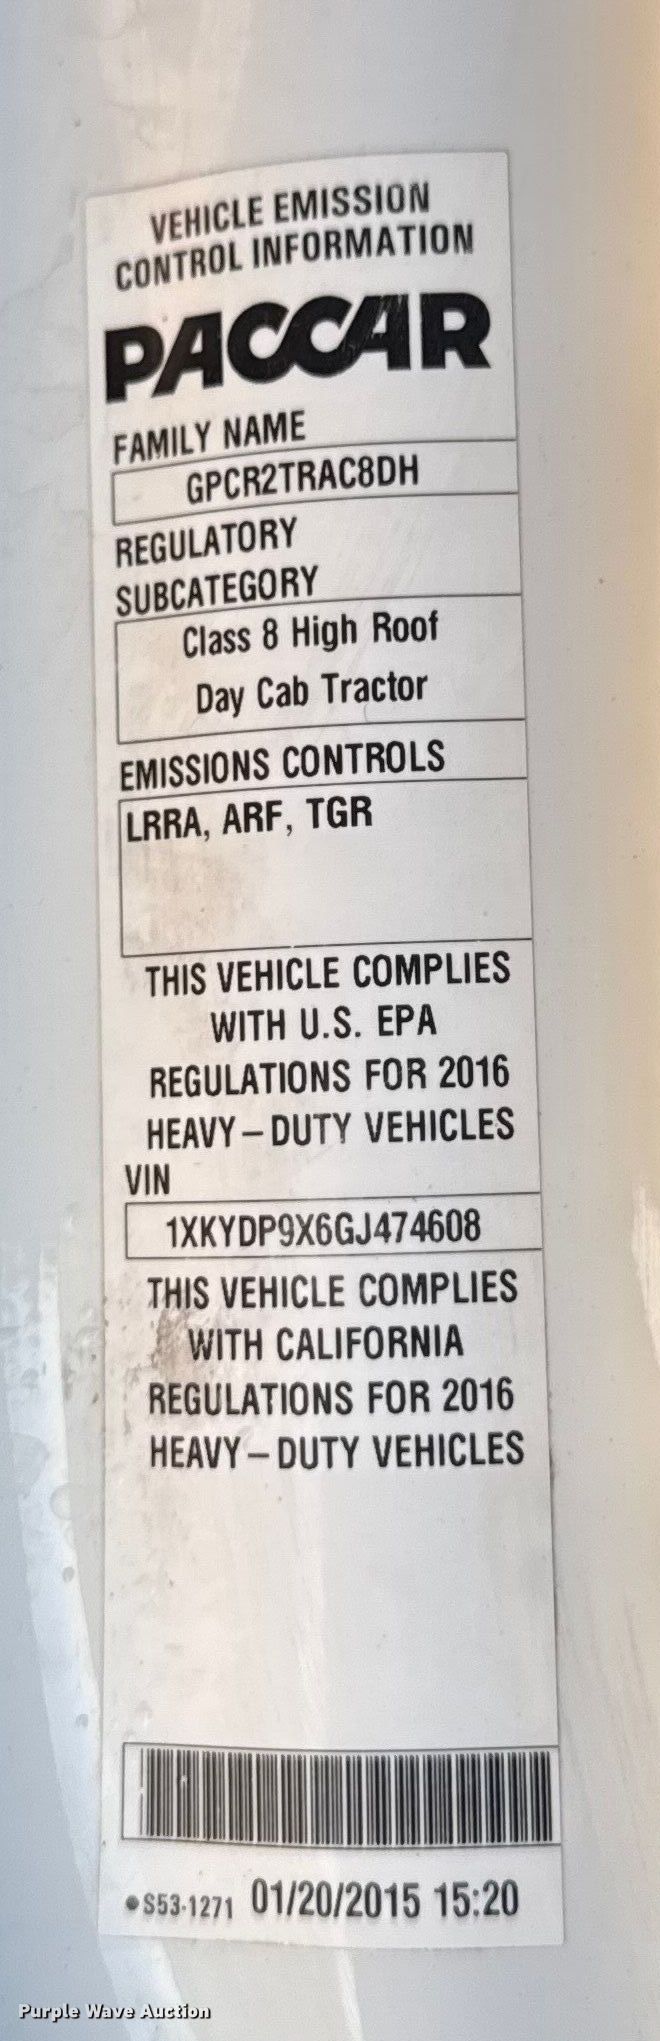 VEHICLE EMISSION
CONTROL INFORMATION
PACCAR
FAMILY NAME
GPCR2TRAC8DH
REGULATORY
SUBCATEGORY
Class 8 High Roof
Day Cab Tractor
EMISSIONS CONTROLS
LRRA, ARF, TGR
THIS VEHICLE COMPLIES
WITH U.S. EPA
REGULATIONS FOR 2016
HEAVY–DUTY VEHICLES
VIN
1XKYDP9X6GJ474608
THIS VEHICLE COMPLIES
WITH CALIFORNIA
REGULATIONS FOR 2016
HEAVY–DUTY VEHICLES
●S53-1271 01/20/2015 15:20
Purple Wave Auction